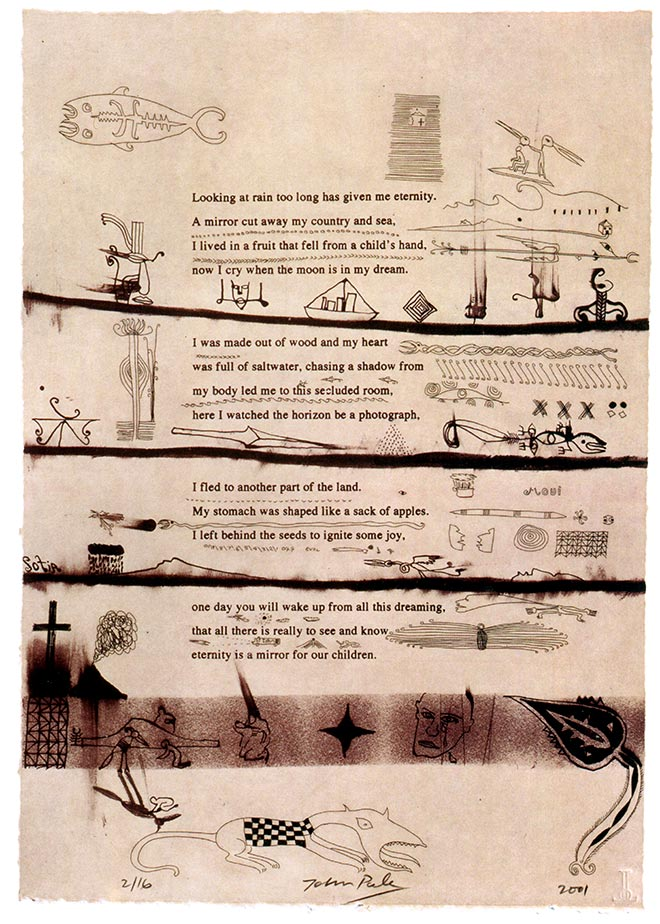 Looking at rain too long has given me eternity.
A mirror cut away my country and sea,
I lived in a fruit that fell from a child's hand,
now I cry when the moon is in my dream.
I was made out of wood and my heart
was full of saltwater, chasing a shadow from
my body led me to this secluded room,
here I watched the horizon be a photograph,
I fled to another part of the land.
Maui
My stomach was shaped like a sack of apples.
I left behind the seeds to ignite some joy,
Sofia
one day you will wake up from all this dreaming,
that all there is really to see and know
eternity is a mirror for our children.
2/16
John
2001